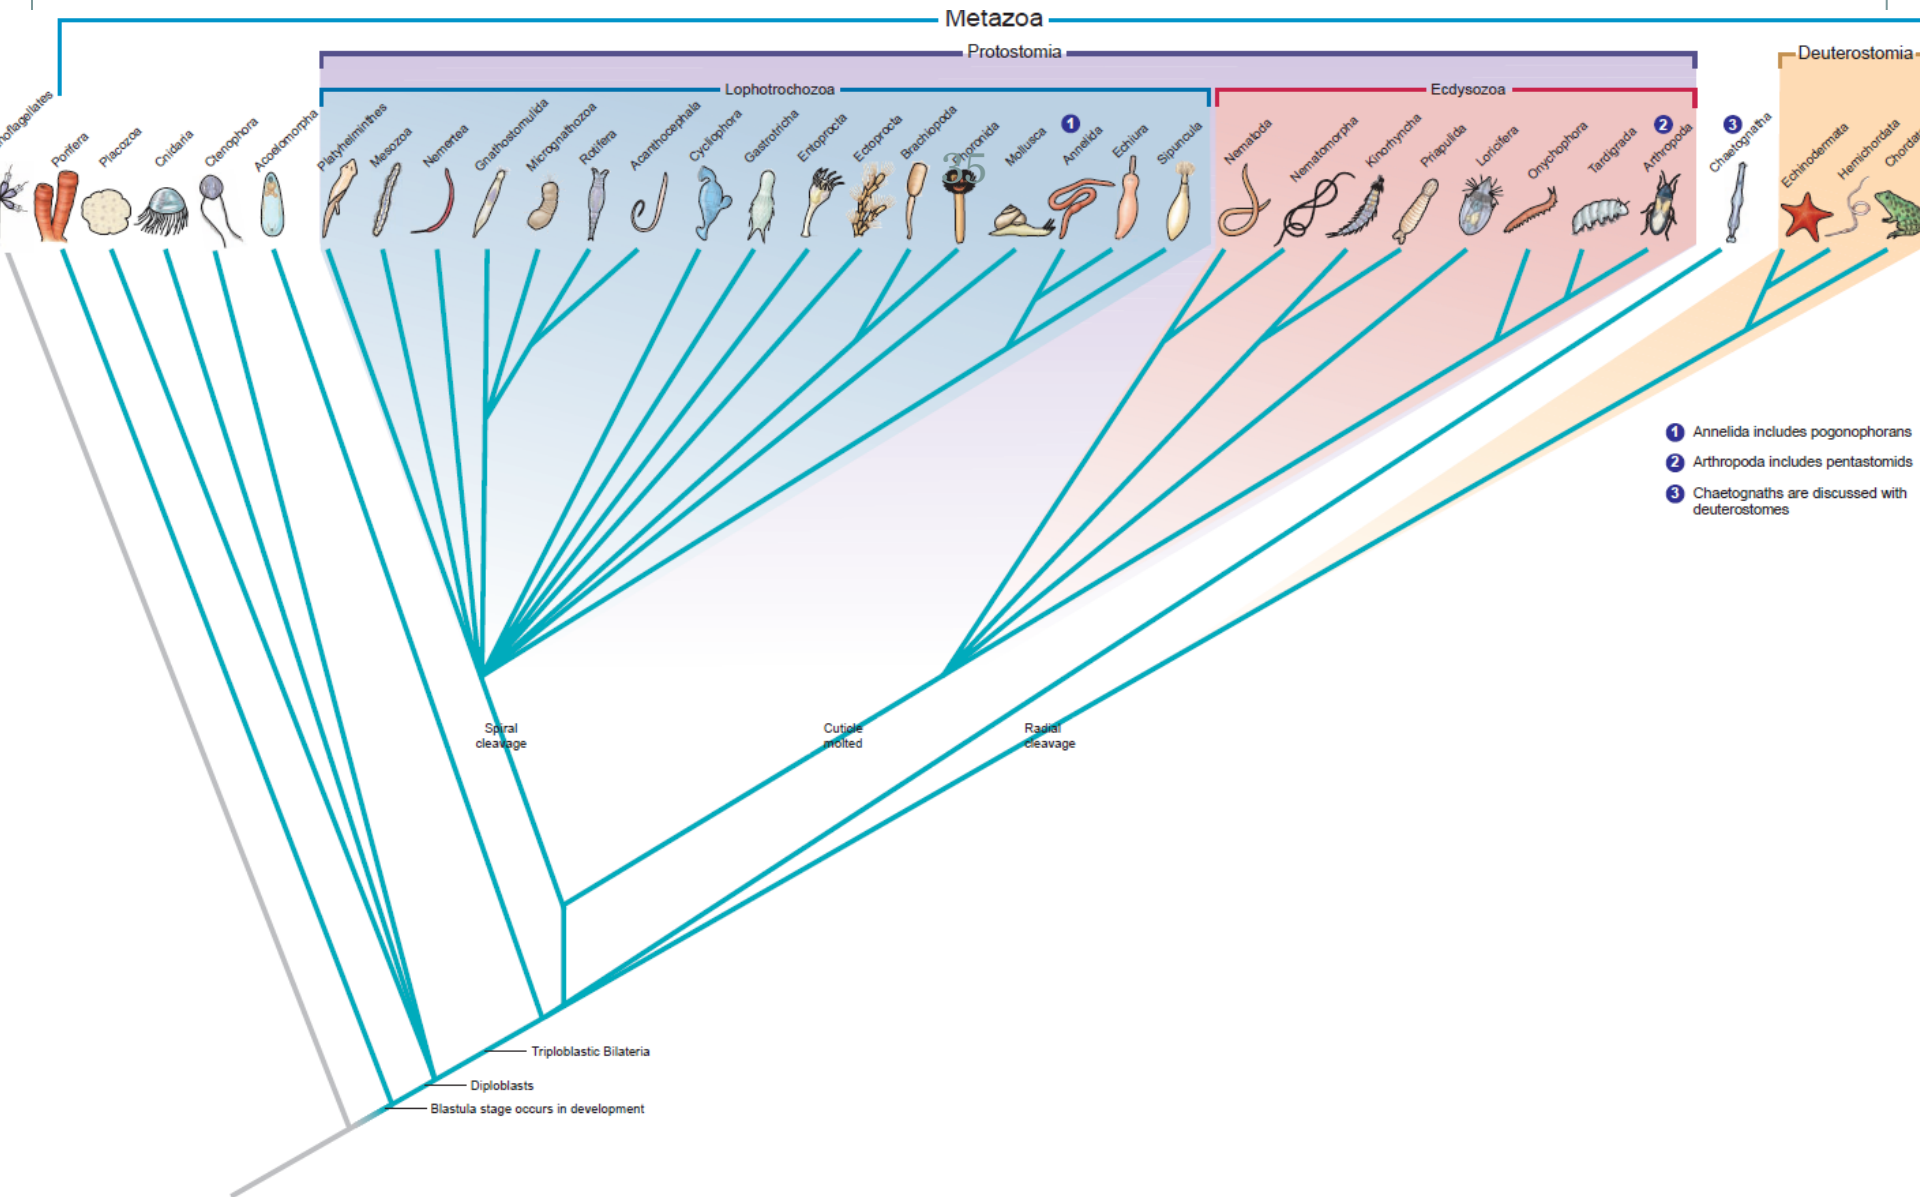 Metazoa
Protostomia
Deuterostomia
Lophotrochozoa
Ecdysozoa
Porifera
Placozoa
Cnidaria
Ctenophora
Acoelomorpha
Platyhelminthes
Mesozoa
Nemertea
Gnathostomulida
Micrognathozoa
Rotifera
Acanthocephala
Cycliophora
Gastrotricha
Entoprocta
Ectoprocta
Brachiopoda
35
Mollusca
1
Annelida
Echiura
Sipuncula
Nematoda
Nematomorpha
Kinorhyncha
Priapulida
Loricifera
Onychophora
Tardigrada
2
Arthropoda
3
Chaetognatha
Echinodermata
Hemichordata
1 Annelida includes pogonophorans
2 Arthropoda includes pentastomids
3 Chaetognaths are discussed with
deuterostomes
Spiral
cleavage
Cuticle
molted
Radial
cleavage
Triploblastic Bilateria
Diploblasts
Blastula stage occurs in development